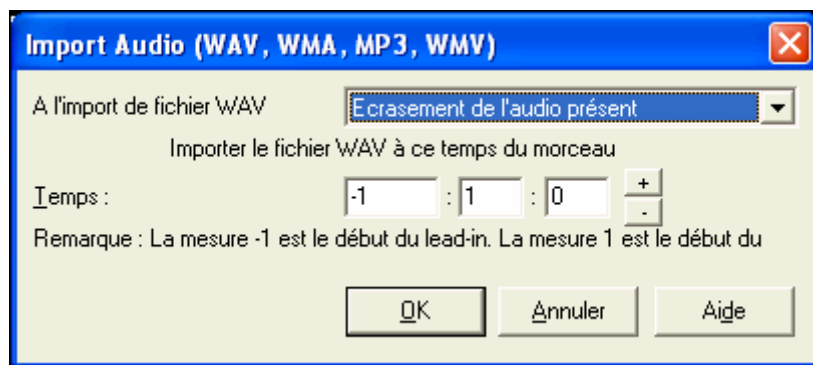 Import Audio (WAV, WMA, MP3, WMV)
A l'import de fichier WAV Ecrasement de l'audio présent
Importer le fichier WAV à ce temps du morceau
Temps : -1 : 1 : 0 + -
Remarque : La mesure -1 est le début du lead-in. La mesure 1 est le début du
OK Annuler Aide